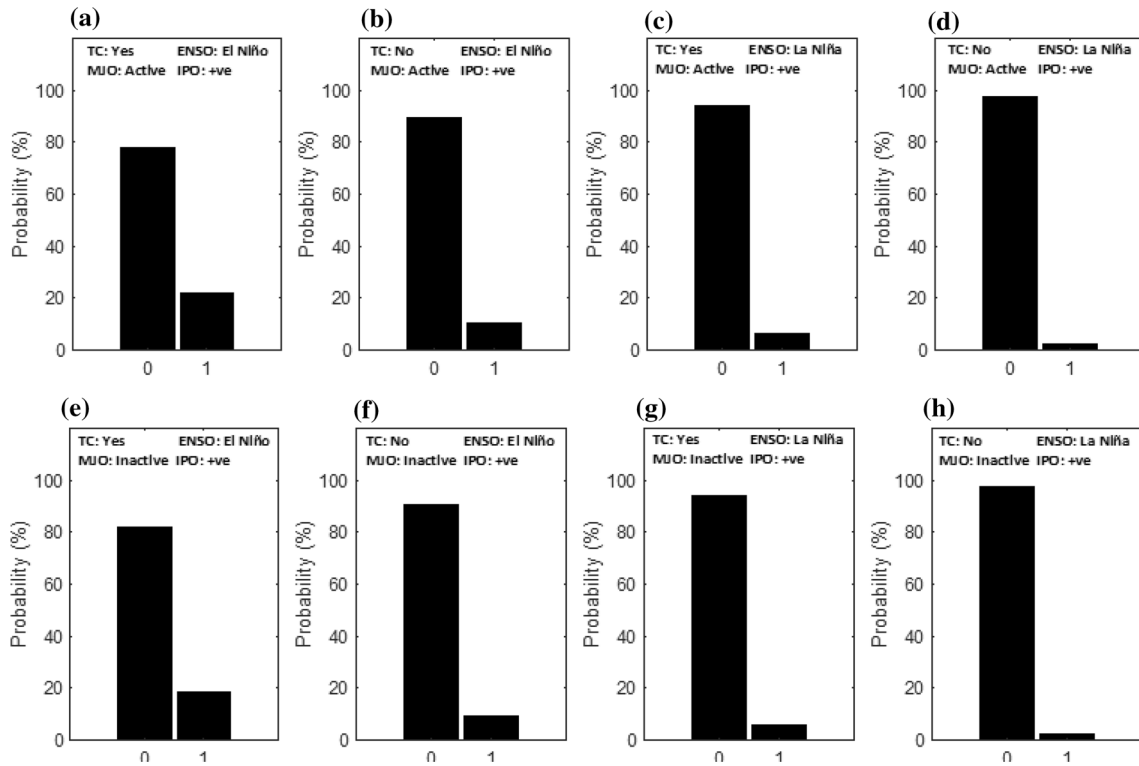 (a)
TC: Yes ENSO: El Niño
MJO: Active IPO: +ve
Probability (%)
100
80
60
40
20
0
0 1
(b)
TC: No ENSO: El Niño
MJO: Active IPO: +ve
Probability (%)
100
80
60
40
20
0
0 1
(c)
TC: Yes ENSO: La Niña
MJO: Active IPO: +ve
Probability (%)
100
80
60
40
20
0
0 1
(d)
TC: No ENSO: La Niña
MJO: Active IPO: +ve
Probability (%)
100
80
60
40
20
0
0 1
(e)
TC: Yes ENSO: El Niño
MJO: Inactive IPO: +ve
Probability (%)
100
80
60
40
20
0
0 1
(f)
TC: No ENSO: El Niño
MJO: Inactive IPO: +ve
Probability (%)
100
80
60
40
20
0
0 1
(g)
TC: Yes ENSO: La Niña
MJO: Inactive IPO: +ve
Probability (%)
100
80
60
40
20
0
0 1
(h)
TC: No ENSO: La Niña
MJO: Inactive IPO: +ve
Probability (%)
100
80
60
40
20
0
0 1